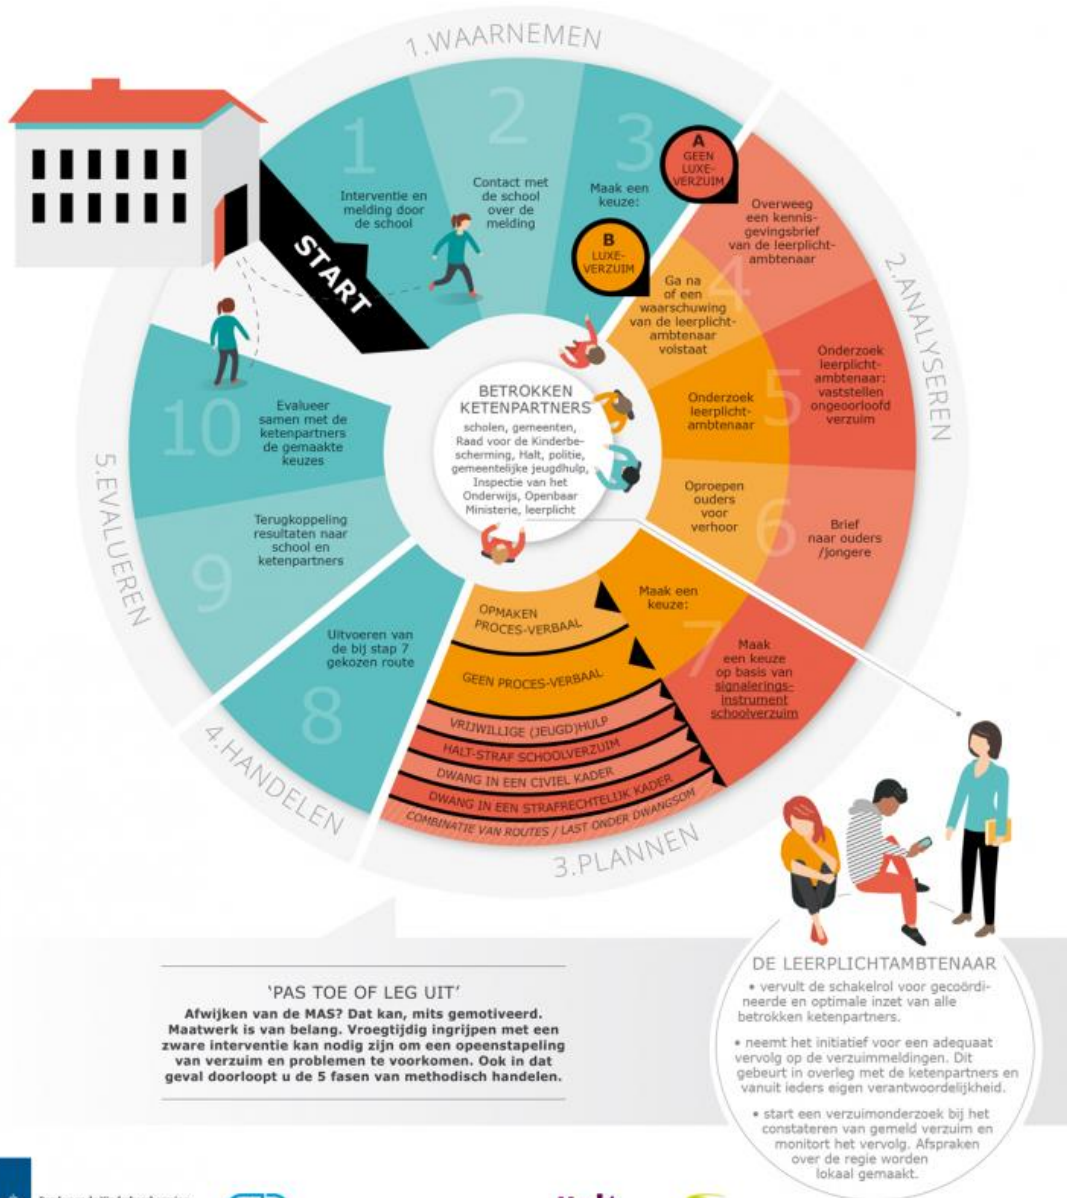 1.WAARNEMEN
1
Interventie en
melding door
de school
2
Contact met
de school
over de
melding
3
Maak een
keuze:
A
GEEN
LUXE-
VERZUIM
B
LUXE-
VERZUIM
START
2.ANALYSEREN
4
Overweeg
een kennis-
gevingsbrief
van de leerplicht-
ambtenaar
Ga na
of een
waarschuwing
van de leerplicht-
ambtenaar
volstaat
5
Onderzoek
leerplicht-
ambtenaar:
vaststellen
ongeoorloofd
verzuim
Onderzoek
leerplicht-
ambtenaar
6
Oproepen
ouders
voor
verhoor
Brief
naar ouders
/jongere
BETROKKEN
KETENPARTNERS
scholen, gemeenten,
Raad voor de Kinderbe-
scherming, Halt, politie,
gemeentelijke jeugdhulp,
Inspectie van het
Onderwijs, Openbaar
Ministerie, leerplicht
7
Maak een
keuze:
Maak
een keuze
op basis van
signalerings-
instrument
schoolverzuim
OPMAKEN
PROCES-VERBAAL
GEEN PROCES-VERBAAL
VRIJWILLIGE (JEUGD)HULP
HALT-STRAF SCHOOLVERZUIM
DWANG IN EEN CIVIEL KADER
DWANG IN EEN STRAFRECHTELIJK KADER
COMBINATIE VAN ROUTES / LAST ONDER DWANGSOM
3.PLANNEN
8
Uitvoeren van
de bij stap 7
gekozen route
4.HANDELEN
9
Terugkoppeling
resultaten naar
school en
ketenpartners
10
Evalueer
samen met de
ketenpartners
de gemaakte
keuzes
5.EVALUEREN
'PAS TOE OF LEG UIT'
Afwijken van de MAS? Dat kan, mits gemotiveerd.
Maatwerk is van belang. Vroegtijdig ingrijpen met een
zware interventie kan nodig zijn om een opeenstapeling
van verzuim en problemen te voorkomen. Ook in dat
geval doorloopt u de 5 fasen van methodisch handelen.
DE LEERPLICHTAMBTENAAR
• vervult de schakelrol voor gecoördi-
neerde en optimale inzet van alle
betrokken ketenpartners.
• neemt het initiatief voor een adequaat
vervolg op de verzuimmeldingen. Dit
gebeurt in overleg met de ketenpartners en
vanuit ieders eigen verantwoordelijkheid.
• start een verzuimonderzoek bij het
constateren van gemeld verzuim en
monitort het vervolg. Afspraken
over de regie worden
lokaal gemaakt.